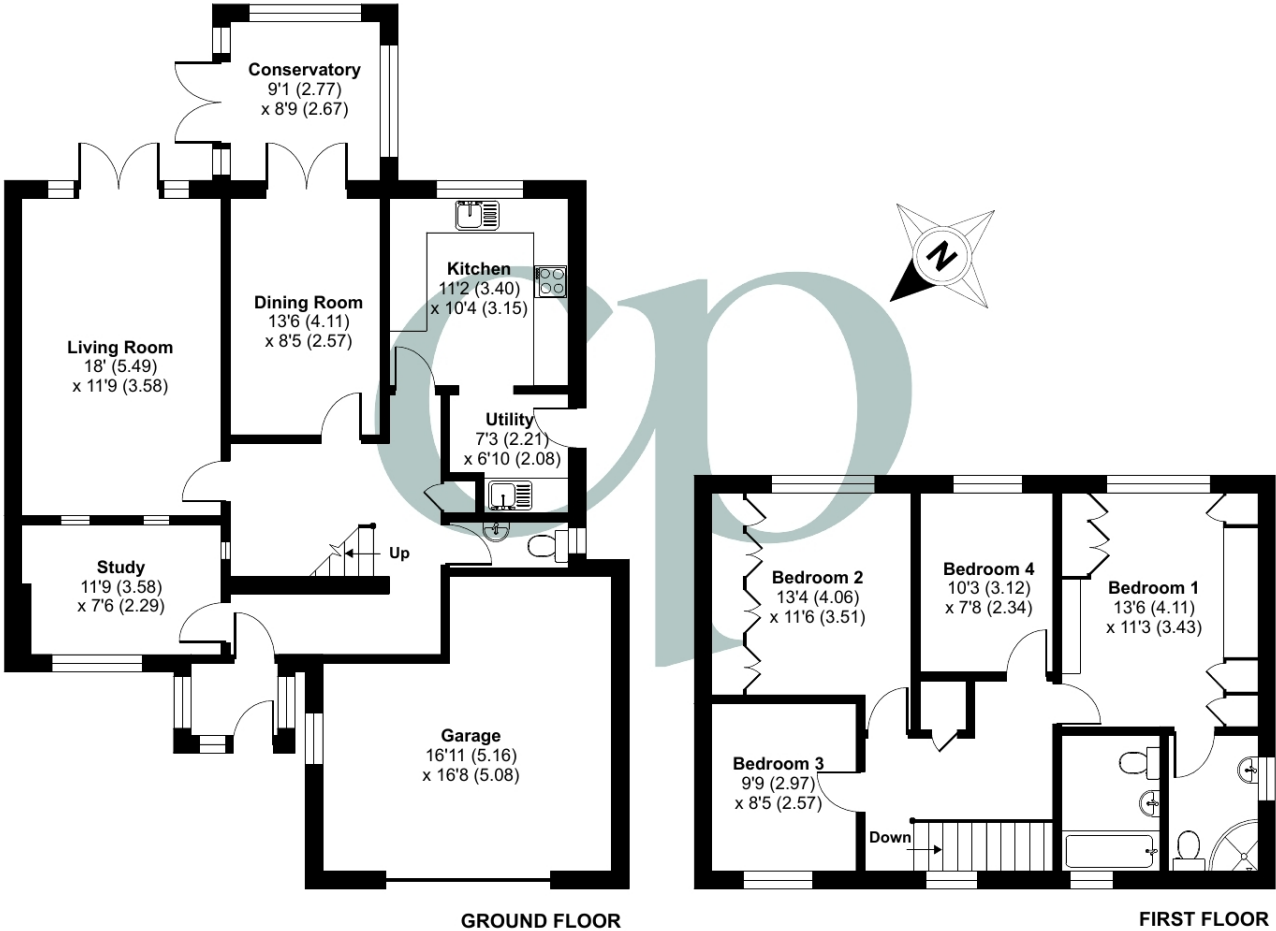 Conservatory
9'1 (2.77)
x 8'9 (2.67)
Kitchen
11'2 (3.40)
x 10'4 (3.15)
Dining Room
13'6 (4.11)
x 8'5 (2.57)
Living Room
18' (5.49)
x 11'9 (3.58)
Utility
7'3 (2.21)
x 6'10 (2.08)
Study
11'9 (3.58)
x 7'6 (2.29)
Up
Garage
16'11 (5.16)
x 16'8 (5.08)
GROUND FLOOR
N
cp
Bedroom 2
13'4 (4.06)
x 11'6 (3.51)
Bedroom 4
10'3 (3.12)
x 7'8 (2.34)
Bedroom 1
13'6 (4.11)
x 11'3 (3.43)
Bedroom 3
9'9 (2.97)
x 8'5 (2.57)
Down
FIRST FLOOR